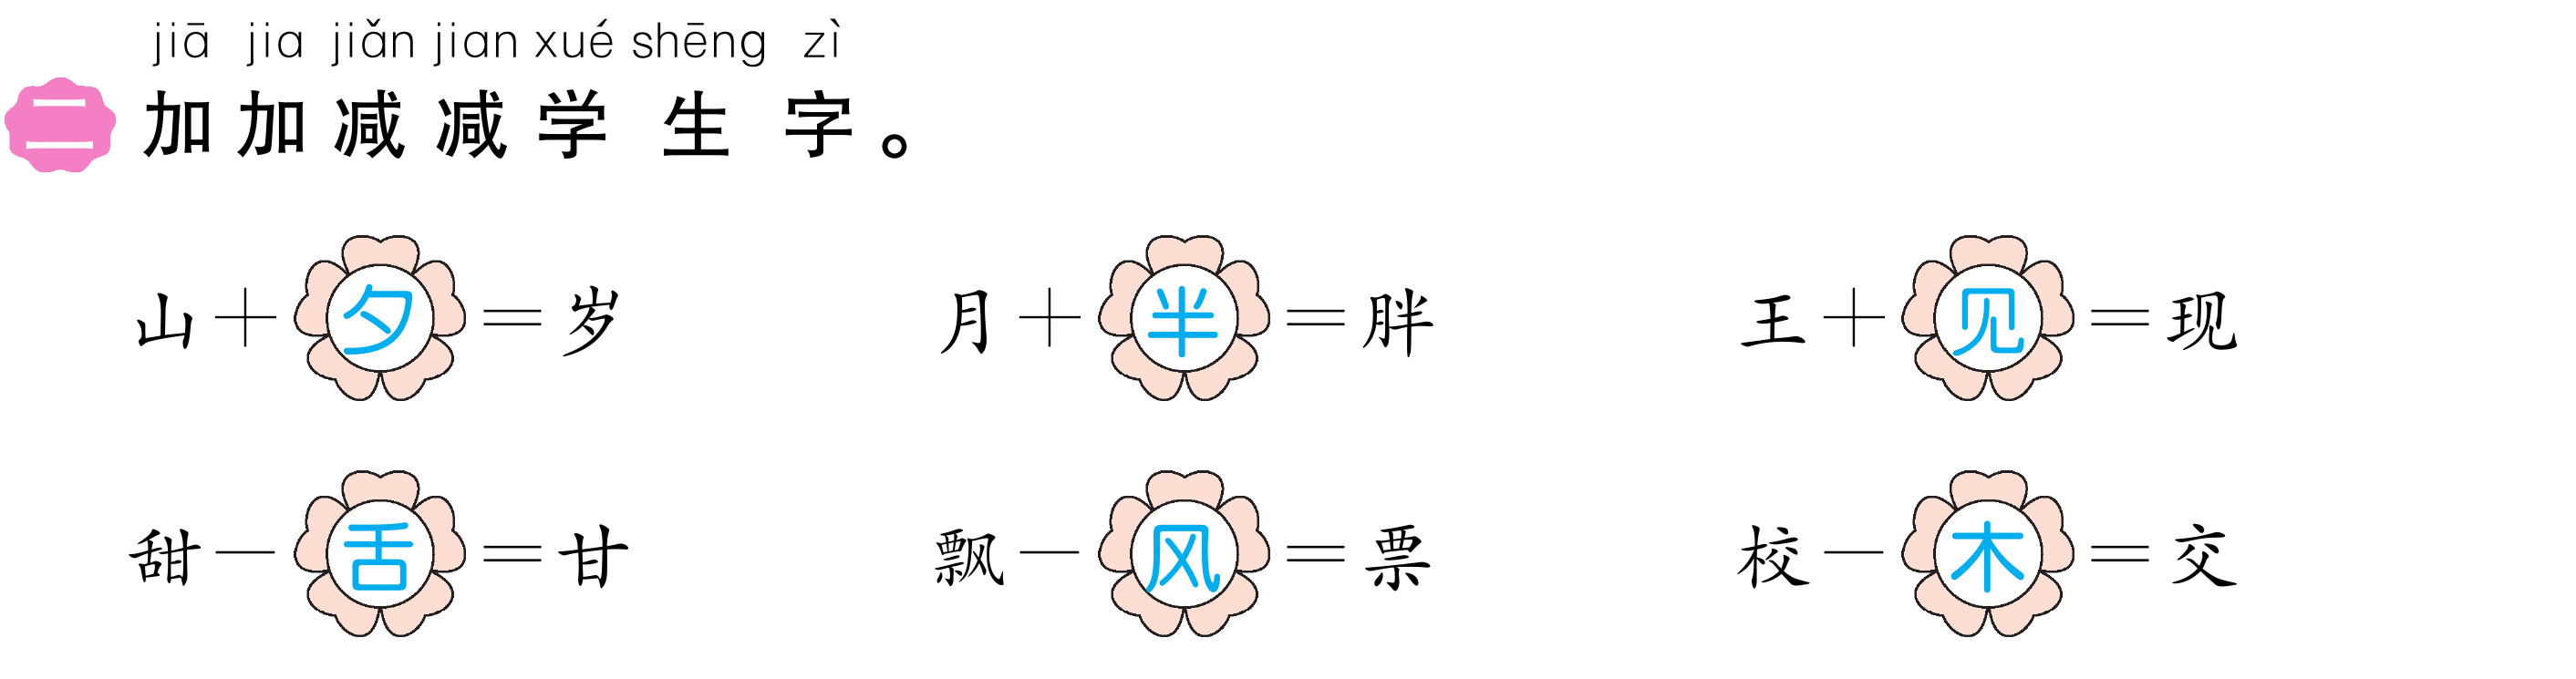 jiā jia jiǎn jian xué shēng zì
二 加加减减学生字。
山＋夕＝岁 月＋半＝胖 王＋见＝现
甜－舌＝甘 飘－风＝票 校－木＝交